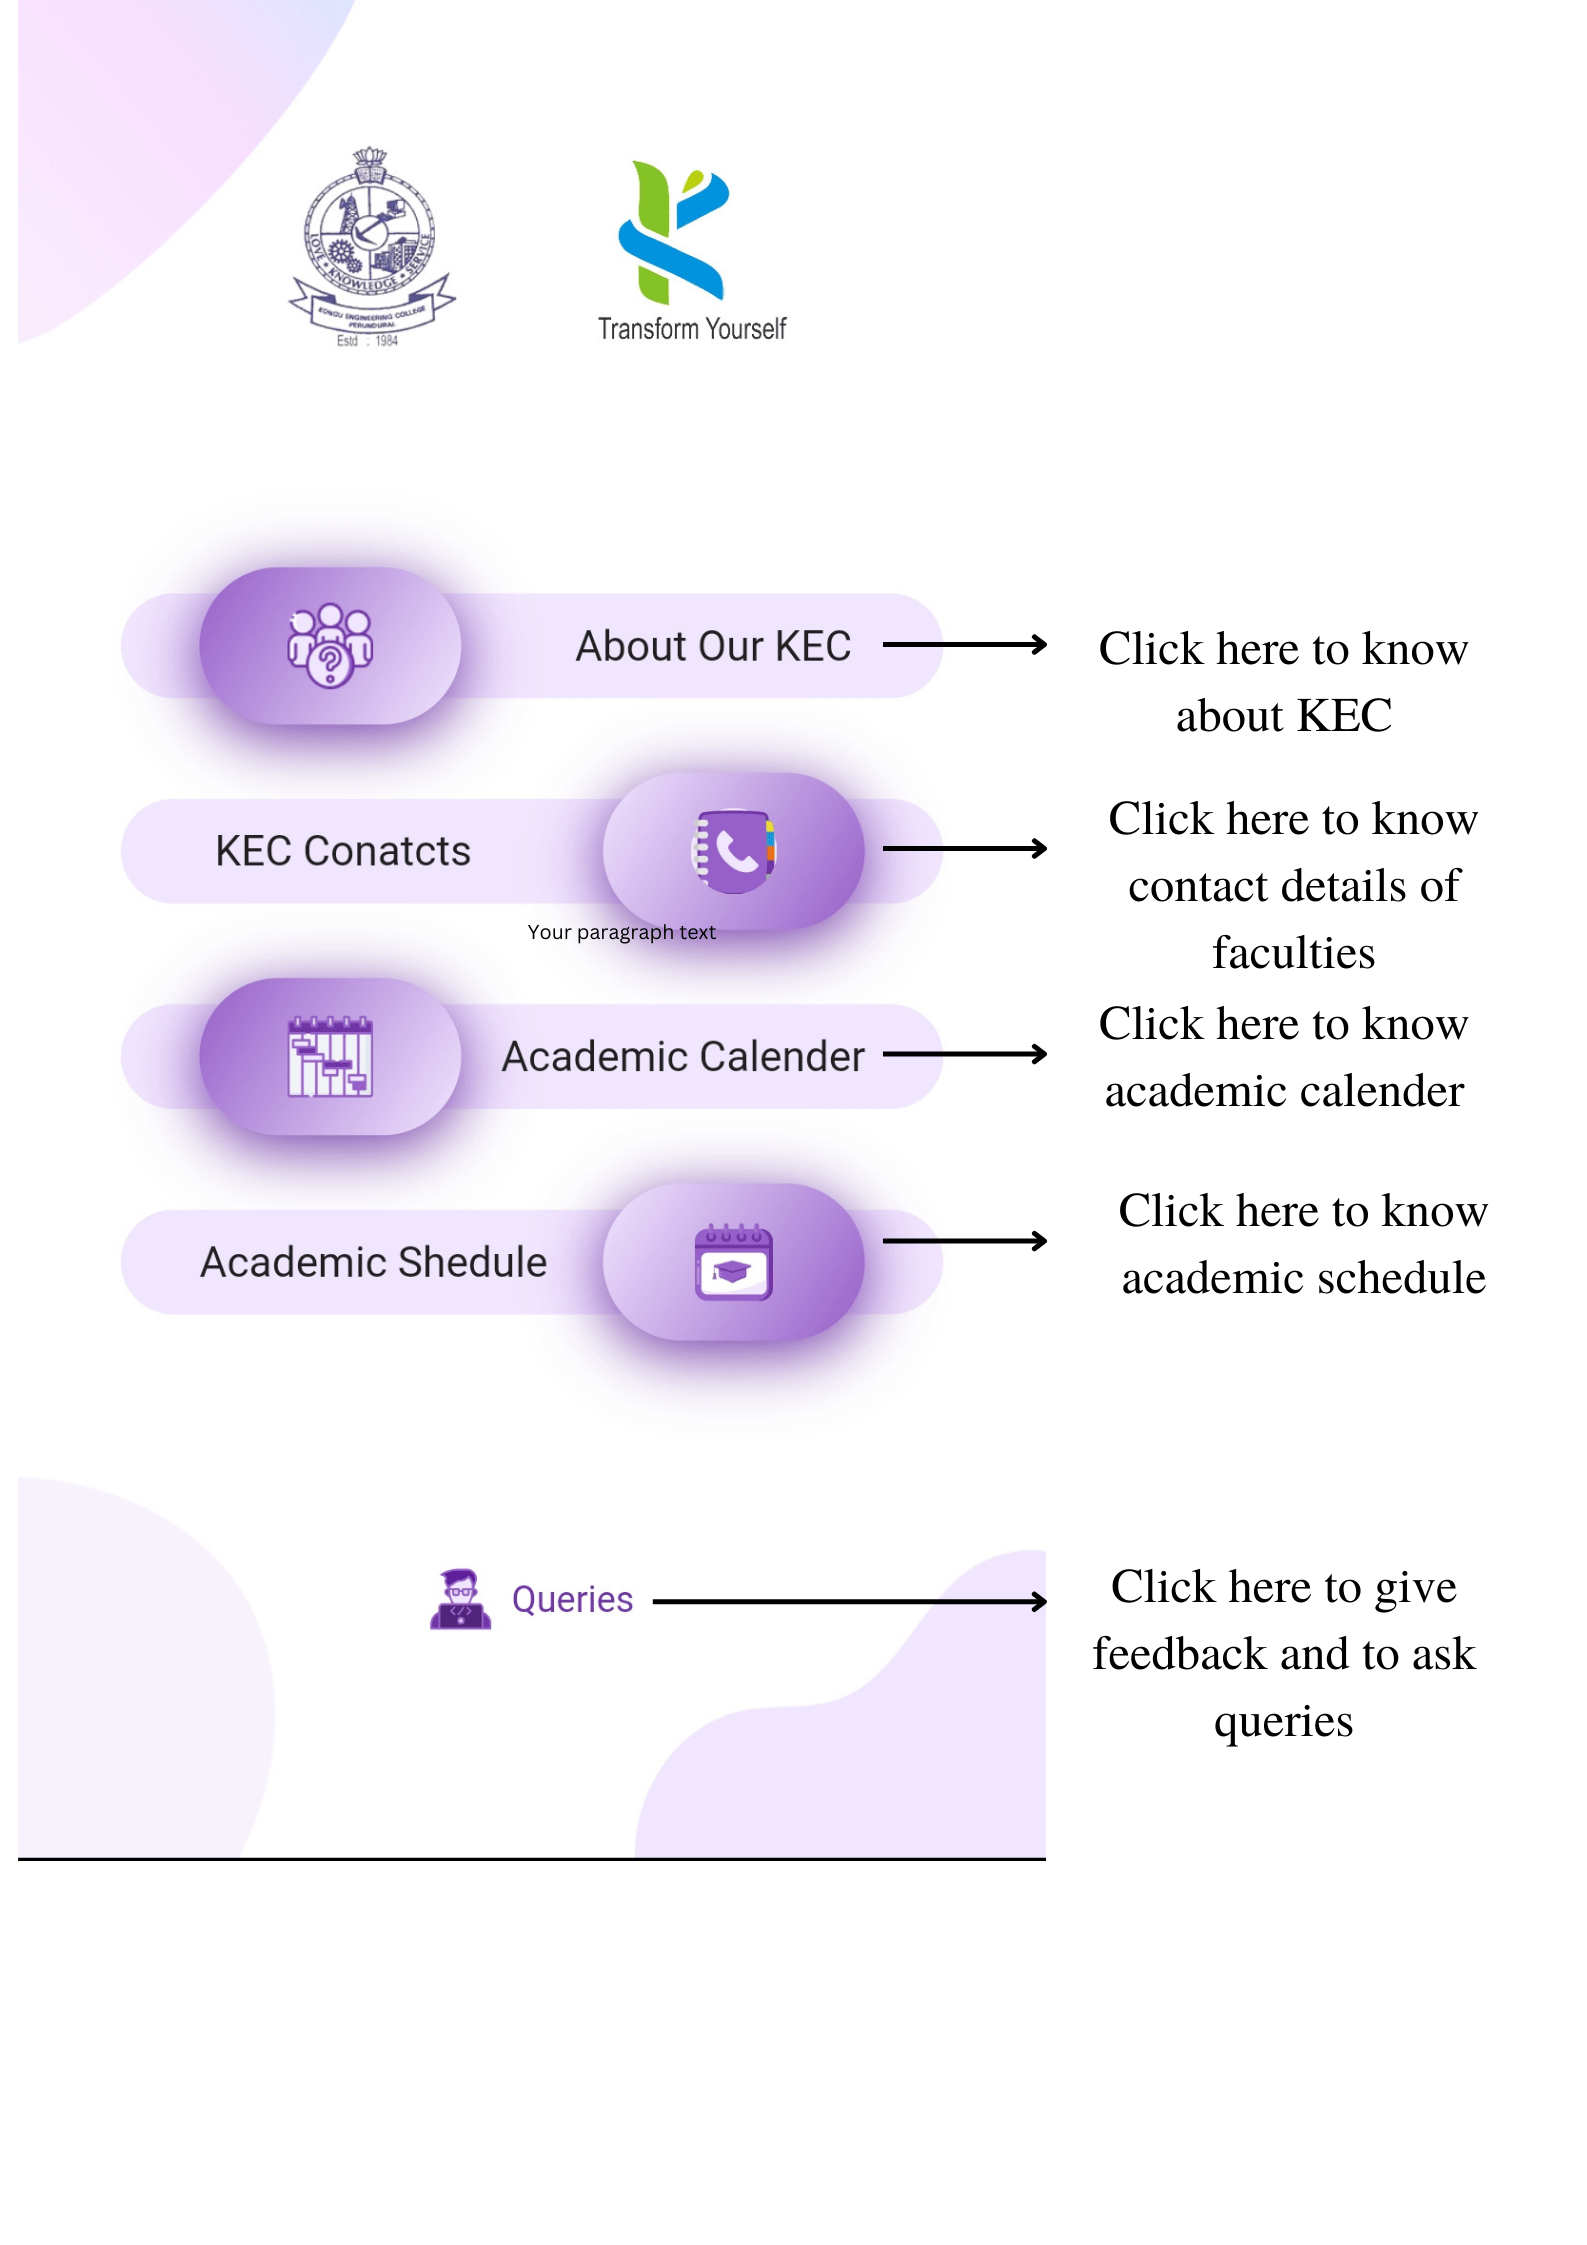 LOVE • KNOWLEDGE • SERVICE
KONGU ENGINEERING COLLEGE
PERUNDURAI
Estd : 1984
Transform Yourself
About Our KEC
Click here to know
about KEC
KEC Conatcts
Click here to know
contact details of
faculties
Your paragraph text
Academic Calender
Click here to know
academic calender
Academic Shedule
Click here to know
academic schedule
Queries
Click here to give
feedback and to ask
queries